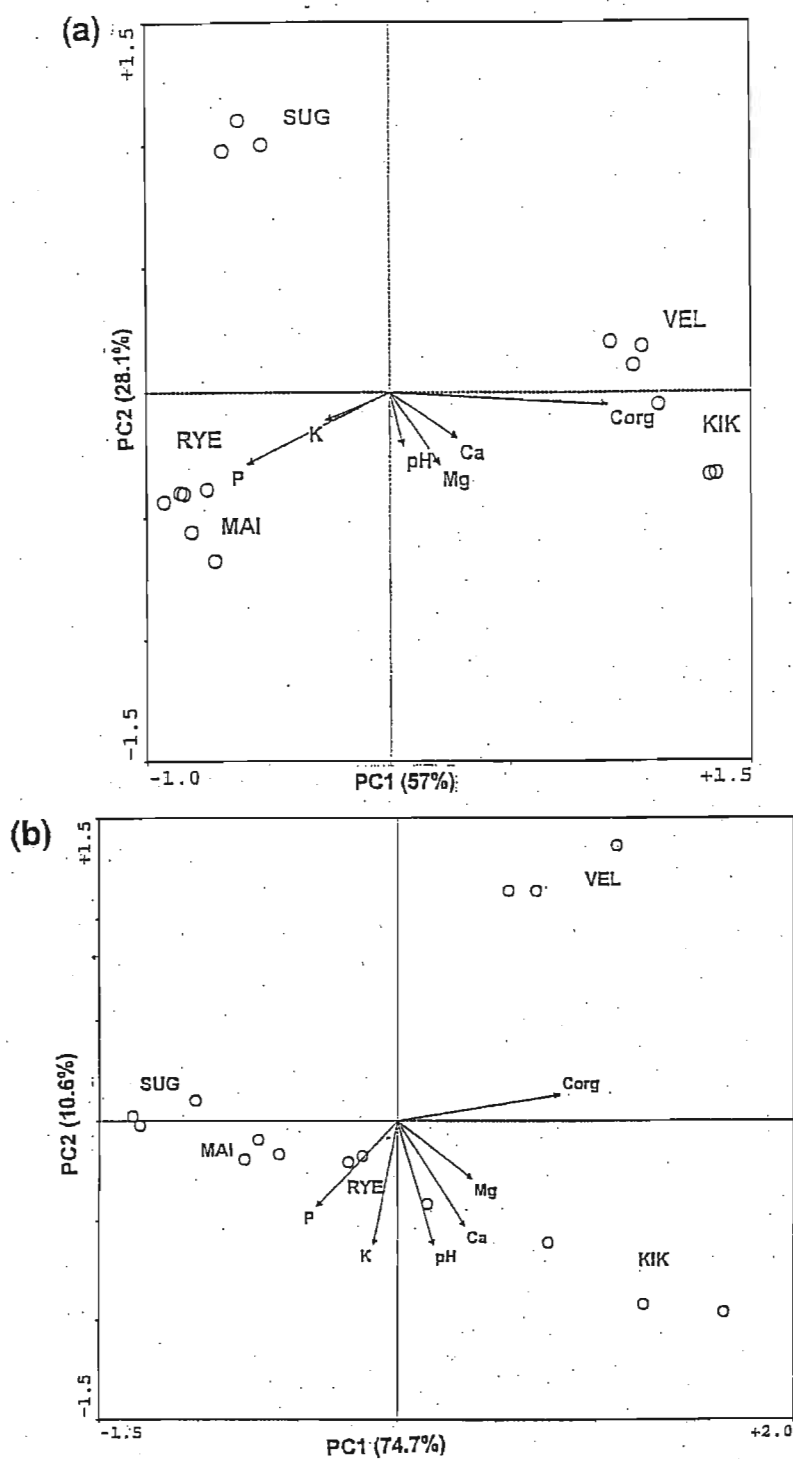 (a)
+1.5
SUG
VEL
PC2 (28.1%)
Corg
KIK
K
RYE
pH
Ca
P
Mg
MAI
-1.5
-1.0
PC1 (57%)
+1.5
(b)
+1.5
VEL
PC2 (10.6%)
Corg
SUG
MAI
RYE
Mg
P
Ca
K
pH
KIK
-1.5
-1.5
PC1 (74.7%)
+2.0